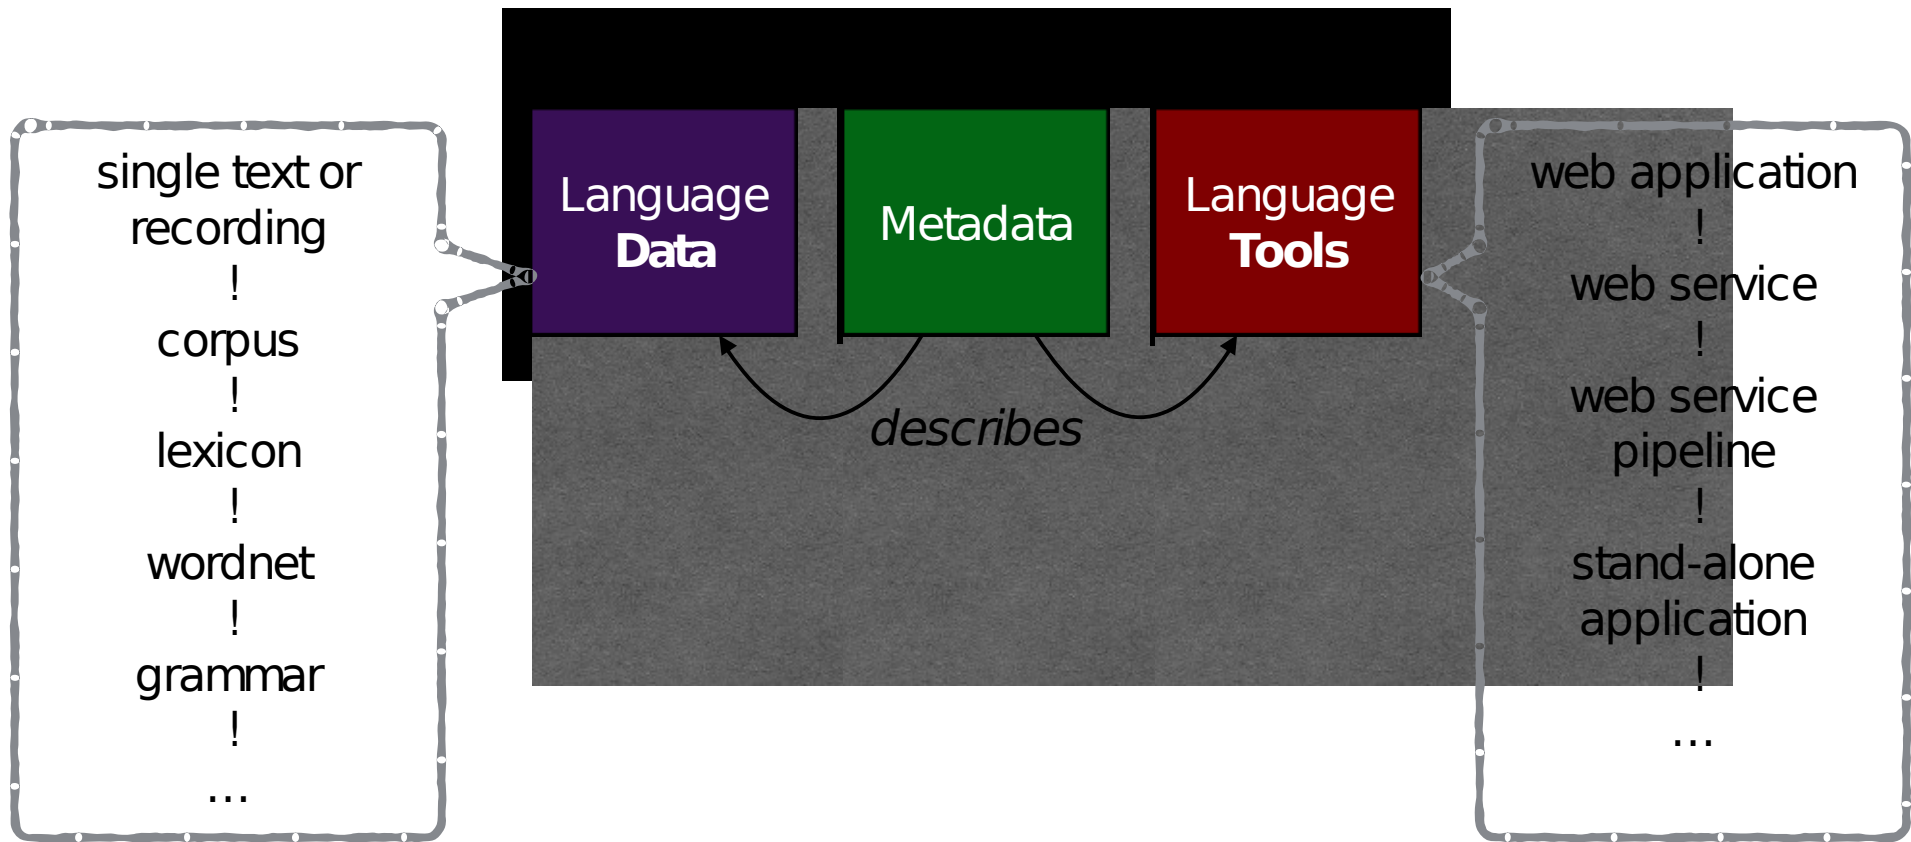 single text or
recording
!
corpus
!
lexicon
!
wordnet
!
grammar
!
...
Language
Data
Metadata
Language
Tools
describes
web application
!
web service
!
web service
pipeline
!
stand-alone
application
!
...